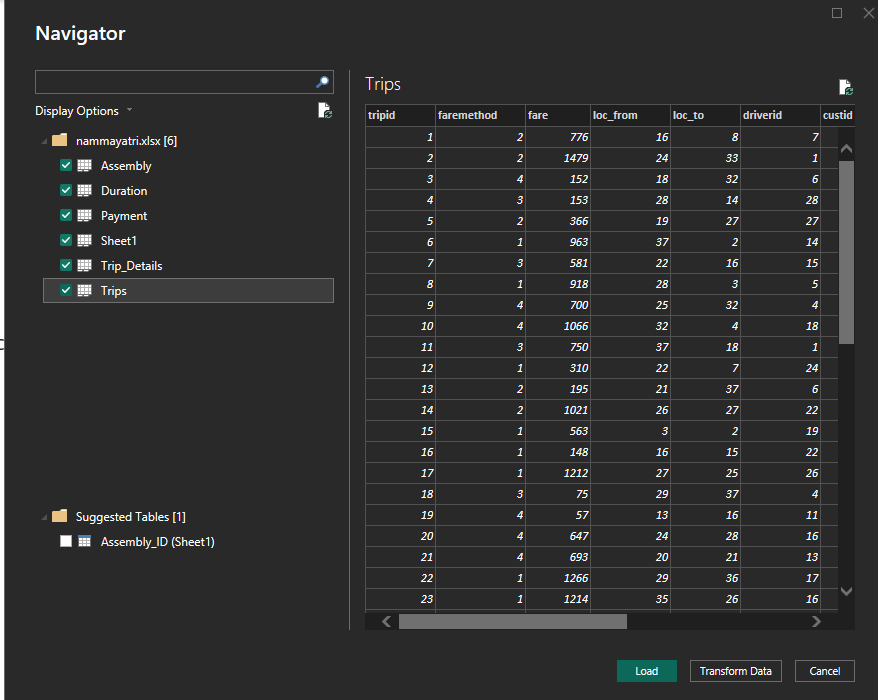 Navigator
Display Options
nammayatri.xlsx [6]
Assembly
Duration
Payment
Sheet1
Trip_Details
Trips
Suggested Tables [1]
Assembly_ID (Sheet1)
Trips
tripid faremethod fare loc_from loc_to driverid custid
1 2 776 16 8 7
2 2 1479 24 33 1
3 4 152 18 32 6
4 3 153 28 14 28
5 2 366 19 27 27
6 1 963 37 2 14
7 3 581 22 16 15
8 1 918 28 3 5
9 4 700 25 32 4
10 4 1066 32 4 18
11 3 750 37 18 1
12 1 310 22 7 24
13 2 195 21 37 6
14 2 1021 26 27 22
15 1 563 3 2 19
16 1 148 16 15 22
17 1 1212 27 25 26
18 3 75 29 37 4
19 4 57 13 16 11
20 4 647 24 28 16
21 4 693 20 21 13
22 1 1266 29 36 17
23 1 1214 35 26 16
Load Transform Data Cancel